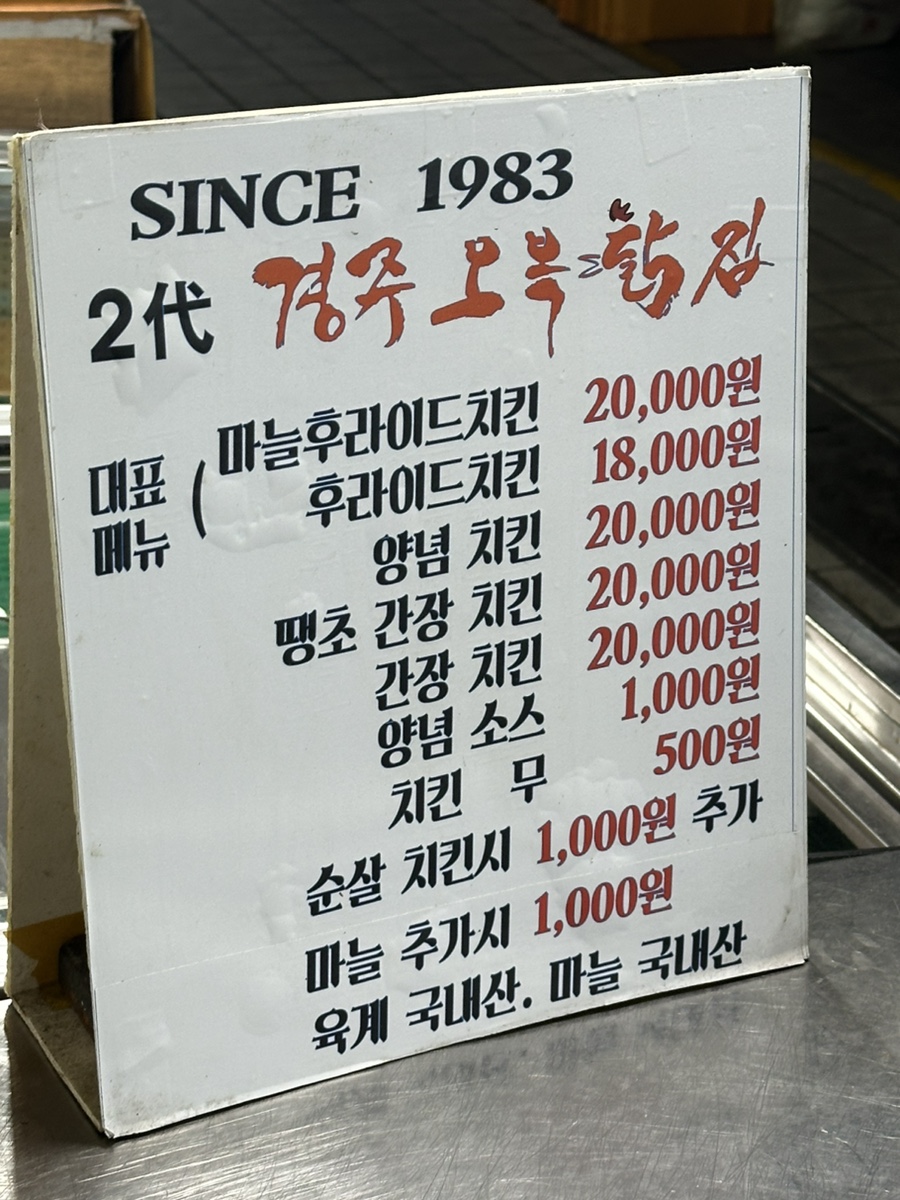 SINCE 1983
2代 경주 오복닭집
대표
메뉴
( 마늘후라이드치킨 20,000원
후라이드치킨 18,000원
양념 치킨 20,000원
땡초 간장 치킨 20,000원
간장 치킨 20,000원
양념 소스 1,000원
치킨 무 500원
순살 치킨시 1,000원 추가
마늘 추가시 1,000원
육계 국내산. 마늘 국내산